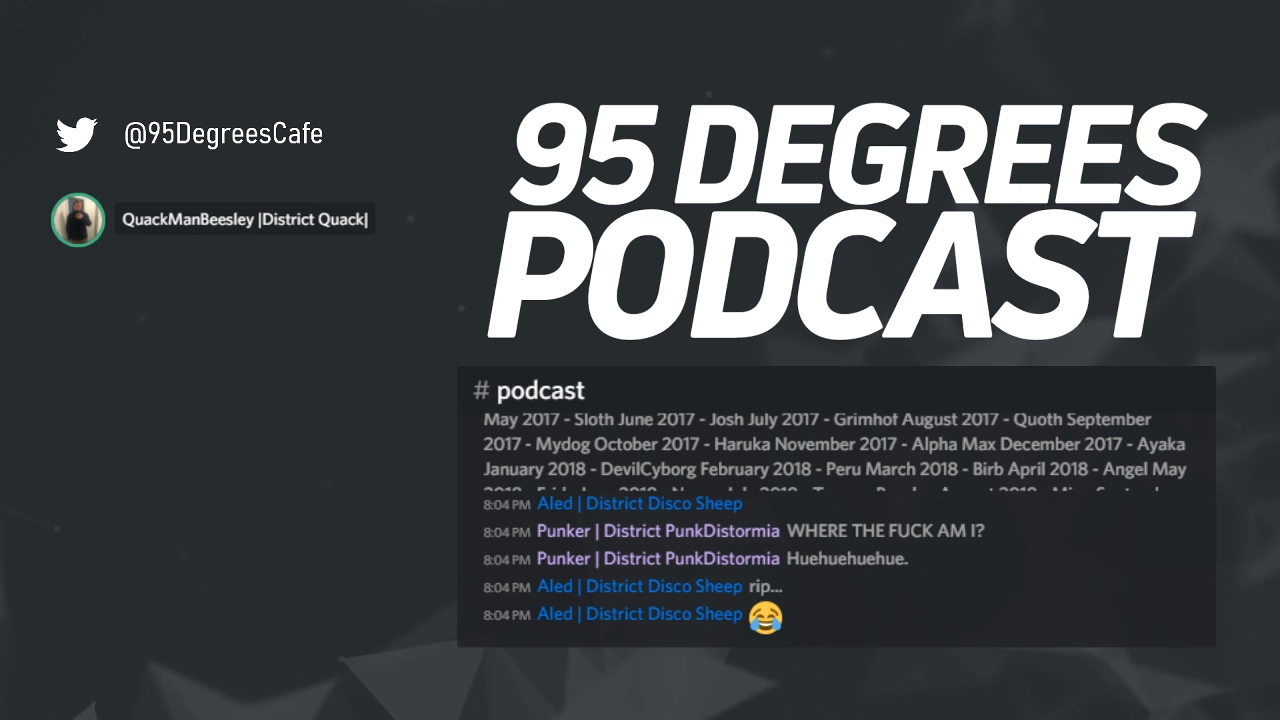 @95DegreesCafe
QuackManBeesley |District Quack|
95 DEGREES
PODCAST
# podcast
May 2017 - Sloth June 2017 - Josh July 2017 - Grimhof August 2017 - Quoth September
2017 - Mydog October 2017 - Haruka November 2017 - Alpha Max December 2017 - Ayaka
January 2018 - DevilCyborg February 2018 - Peru March 2018 - Birb April 2018 - Angel May
8:04 PM Aled | District Disco Sheep
8:04 PM Punker | District PunkDistormia WHERE THE FUCK AM I?
8:04 PM Punker | District PunkDistormia Huehuehuehue.
8:04 PM Aled | District Disco Sheep rip...
8:04 PM Aled | District Disco Sheep 😂